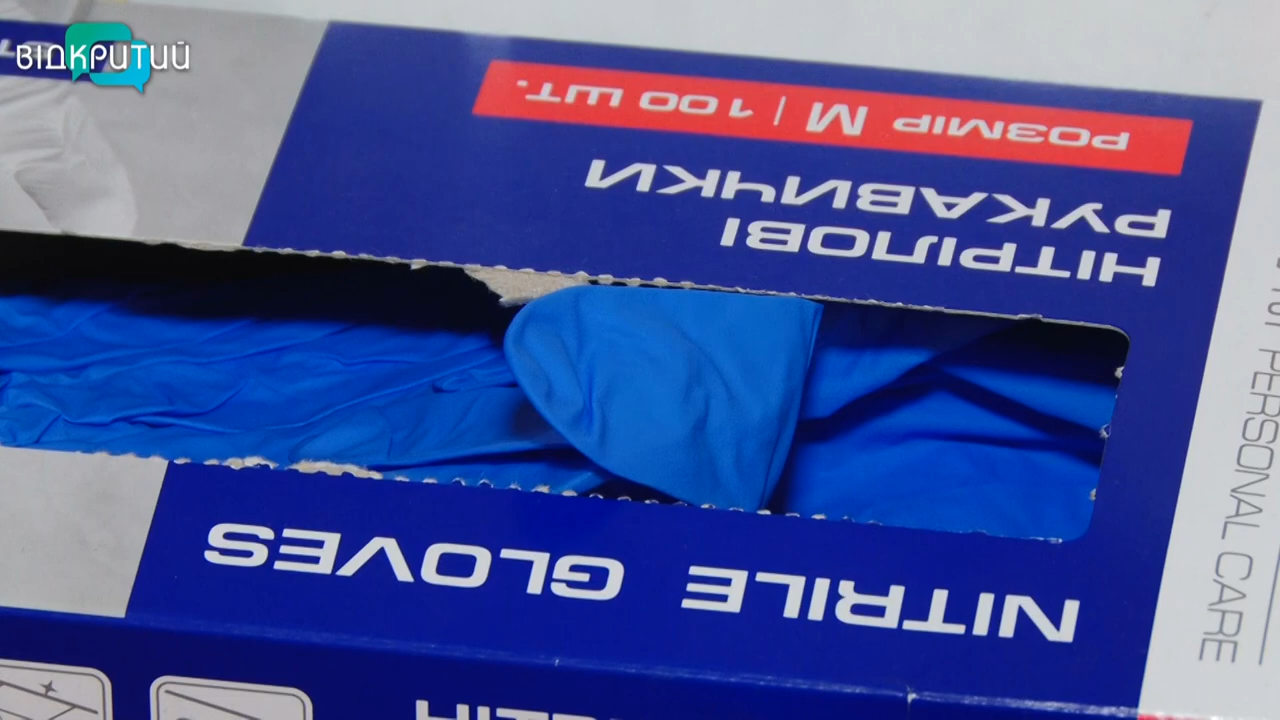 ВІДКРИТИЙ
НІТРІЛОВІ
РУКАВИЧКИ
РОЗМІР M | 100 ШТ.
NITRILE GLOVES
PERSONAL CARE